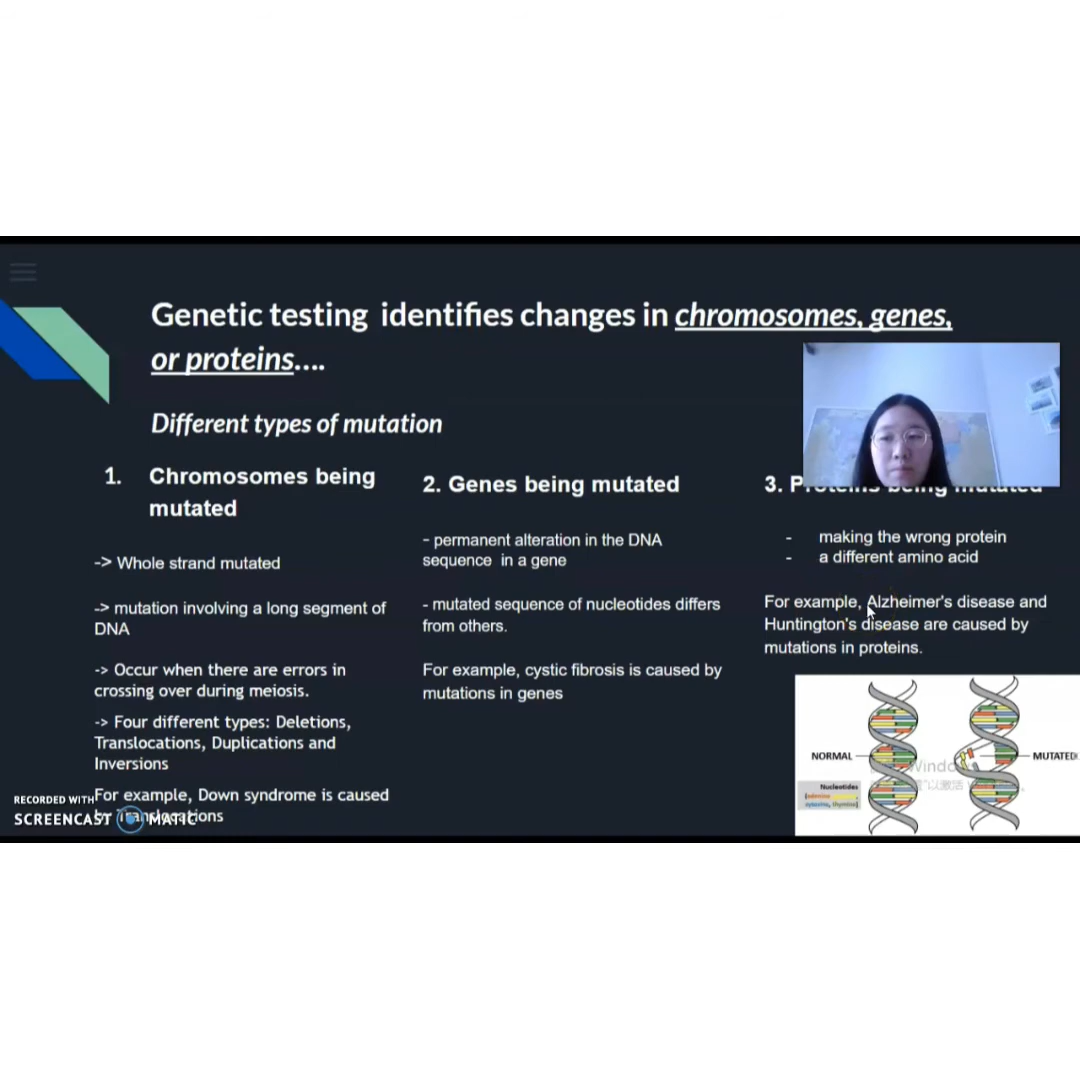 Genetic testing identifies changes in chromosomes, genes,
or proteins....
Different types of mutation
1. Chromosomes being
mutated
-> Whole strand mutated
-> mutation involving a long segment of
DNA
-> Occur when there are errors in
crossing over during meiosis.
-> Four different types: Deletions,
Translocations, Duplications and
Inversions
For example, Down syndrome is caused
by Translocations
2. Genes being mutated
- permanent alteration in the DNA
sequence in a gene
- mutated sequence of nucleotides differs
from others.
For example, cystic fibrosis is caused by
mutations in genes
3. Proteins being mutated
- making the wrong protein
- a different amino acid
For example, Alzheimer's disease and
Huntington's disease are caused by
mutations in proteins.
NORMAL
MUTATED
Nucleotides
RECORDED WITH
SCREENCAST MATIC